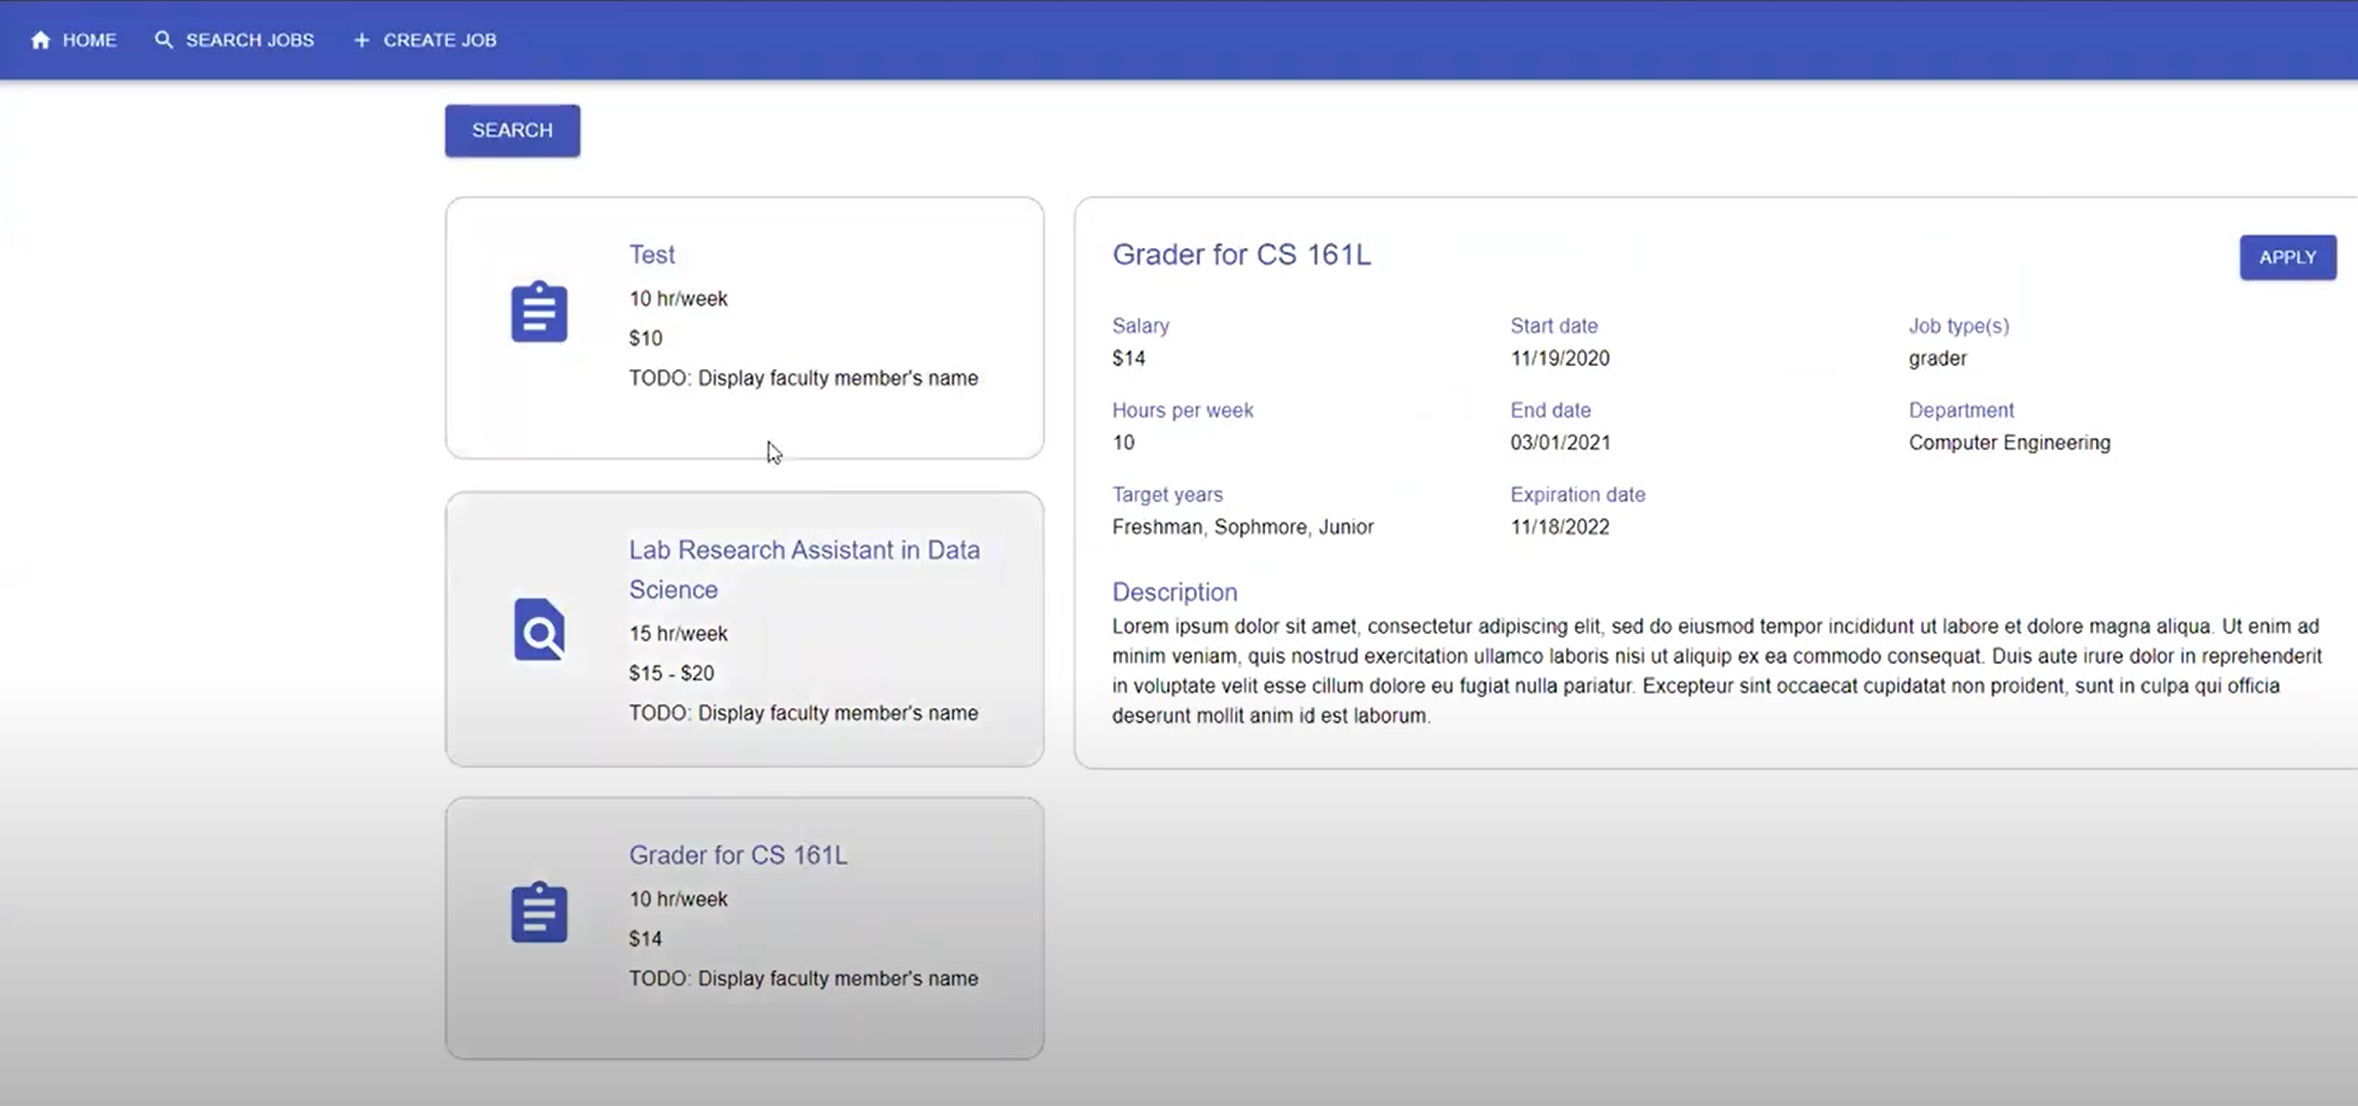 HOME SEARCH JOBS CREATE JOB
SEARCH
Test
10 hr/week
$10
TODO: Display faculty member's name
Lab Research Assistant in Data
Science
15 hr/week
$15 - $20
TODO: Display faculty member's name
Grader for CS 161L
10 hr/week
$14
TODO: Display faculty member's name
Grader for CS 161L
APPLY
Salary
$14
Start date
11/19/2020
Job type(s)
grader
Hours per week
10
End date
03/01/2021
Department
Computer Engineering
Target years
Freshman, Sophmore, Junior
Expiration date
11/18/2022
Description
Lorem ipsum dolor sit amet, consectetur adipiscing elit, sed do eiusmod tempor incididunt ut labore et dolore magna aliqua. Ut enim ad
minim veniam, quis nostrud exercitation ullamco laboris nisi ut aliquip ex ea commodo consequat. Duis aute irure dolor in reprehenderit
in voluptate velit esse cillum dolore eu fugiat nulla pariatur. Excepteur sint occaecat cupidatat non proident, sunt in culpa qui officia
deserunt mollit anim id est laborum.